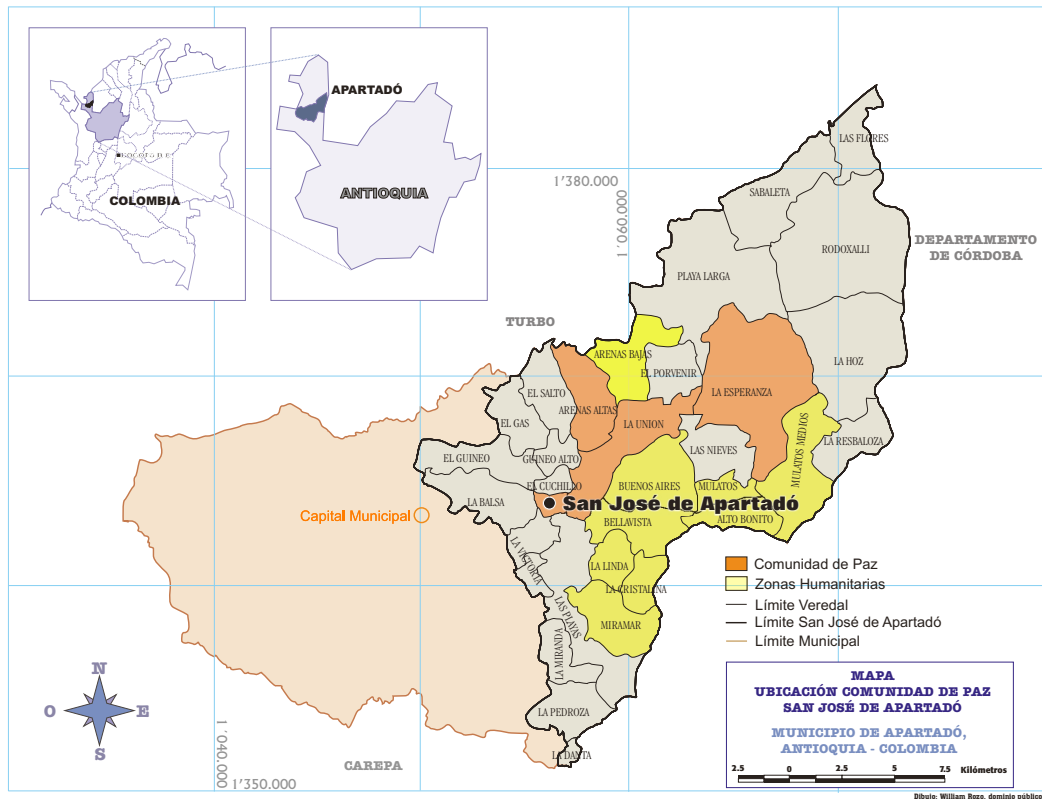 APARTADÓ
ANTIOQUIA
COLOMBIA
1'380.000
1'060.000
LAS FLORES
SABALETA
RODOXALLI
DEPARTAMENTO
DE CÓRDOBA
PLAYA LARGA
TURBO
ARENAS BAJAS
EL PORVENIR
LA HOZ
EL SALTO
LA ESPERANZA
ARENAS ALTAS
EL GAS
LA UNION
LA RESBALOZA
MULATOS MEDIOS
LAS NIEVES
EL GUINEO
GUINEO ALTO
EL CUCHILLO
BUENOS AIRES
MULATOS
LA BALSA
San José de Apartadó
Capital Municipal
BELLAVISTA
ALTO BONITO
LA VICTORIA
LA LINDA
LA CRISTALINA
LAS PLAYAS
MIRAMAR
LA MIRANDA
LA PEDROZA
LA DANTA
Comunidad de Paz
Zonas Humanitarias
Límite Veredal
Límite San José de Apartadó
Límite Municipal
N
O
E
S
MAPA
UBICACIÓN COMUNIDAD DE PAZ
SAN JOSÉ DE APARTADÓ
MUNICIPIO DE APARTADÓ,
ANTIOQUIA - COLOMBIA
2.5 0 2.5 5 7.5 Kilómetros
CAREPA
1'040.000
1'350.000
Dibujo: William Rozo, dominio público